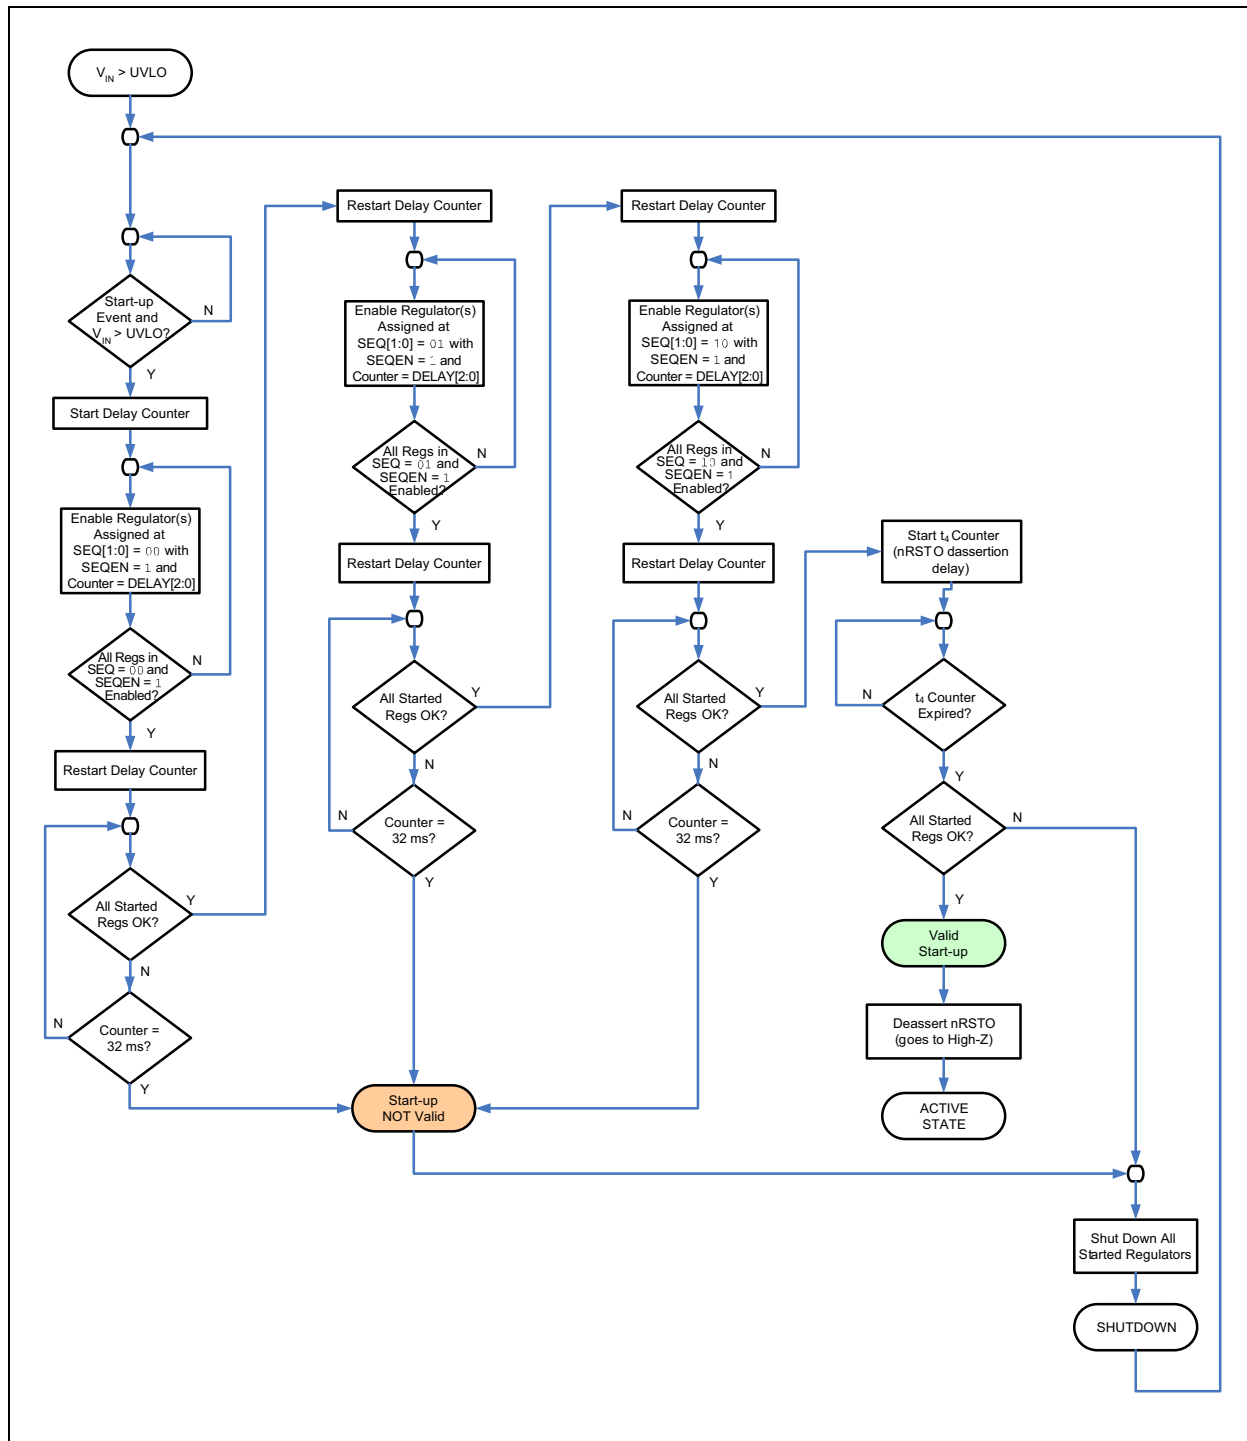 V_IN > UVLO
Start-up
Event and
V_IN > UVLO?
N
Y
Start Delay Counter
Enable Regulator(s)
Assigned at
SEQ[1:0] = 00 with
SEQEN = 1 and
Counter = DELAY[2:0]
All Regs in
SEQ = 00 and
SEQEN = 1
Enabled?
N
Y
Restart Delay Counter
All Started
Regs OK?
Y
N
Counter =
32 ms?
N
Y
Restart Delay Counter
Enable Regulator(s)
Assigned at
SEQ[1:0] = 01 with
SEQEN = 1 and
Counter = DELAY[2:0]
All Regs in
SEQ = 01 and
SEQEN = 1
Enabled?
N
Y
Restart Delay Counter
All Started
Regs OK?
Y
N
Counter =
32 ms?
N
Y
Start-up
NOT Valid
Restart Delay Counter
Enable Regulator(s)
Assigned at
SEQ[1:0] = 10 with
SEQEN = 1 and
Counter = DELAY[2:0]
All Regs in
SEQ = 10 and
SEQEN = 1
Enabled?
N
Y
Restart Delay Counter
All Started
Regs OK?
Y
N
Counter =
32 ms?
N
Y
Start t₄ Counter
(nRSTO dassertion
delay)
t₄ Counter
Expired?
N
Y
All Started
Regs OK?
N
Y
Valid
Start-up
Deassert nRSTO
(goes to High-Z)
ACTIVE
STATE
Shut Down All
Started Regulators
SHUTDOWN